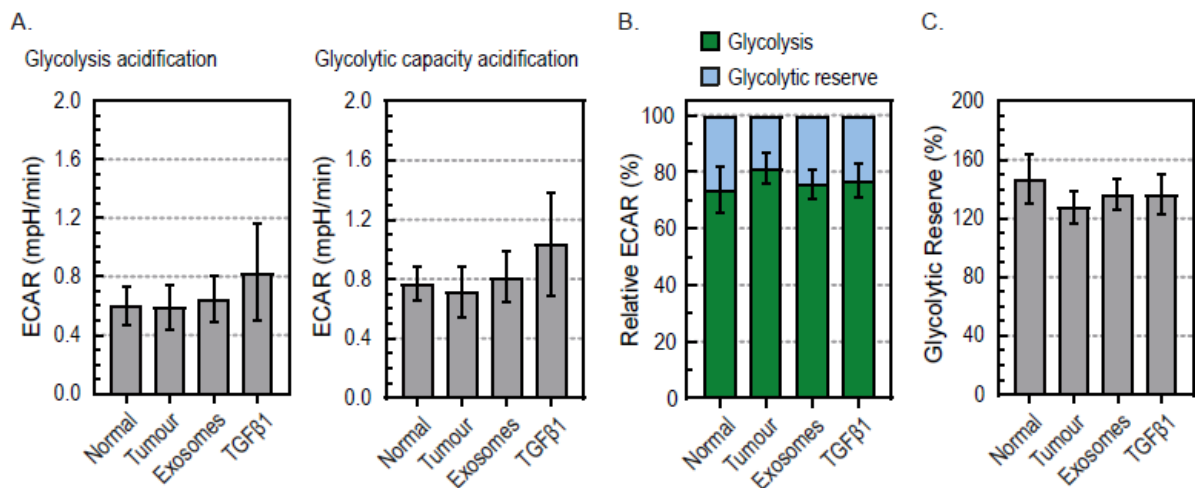 A.
Glycolysis acidification
ECAR (mpH/min)
2.0
1.6
1.2
0.8
0.4
0.0
Normal
Tumour
Exosomes
TGFβ1
Glycolytic capacity acidification
ECAR (mpH/min)
2.0
1.6
1.2
0.8
0.4
0.0
Normal
Tumour
Exosomes
TGFβ1
B.
Glycolysis
Glycolytic reserve
Relative ECAR (%)
100
80
60
40
20
0
Normal
Tumour
Exosomes
TGFβ1
C.
Glycolytic Reserve (%)
200
160
120
80
40
0
Normal
Tumour
Exosomes
TGFβ1